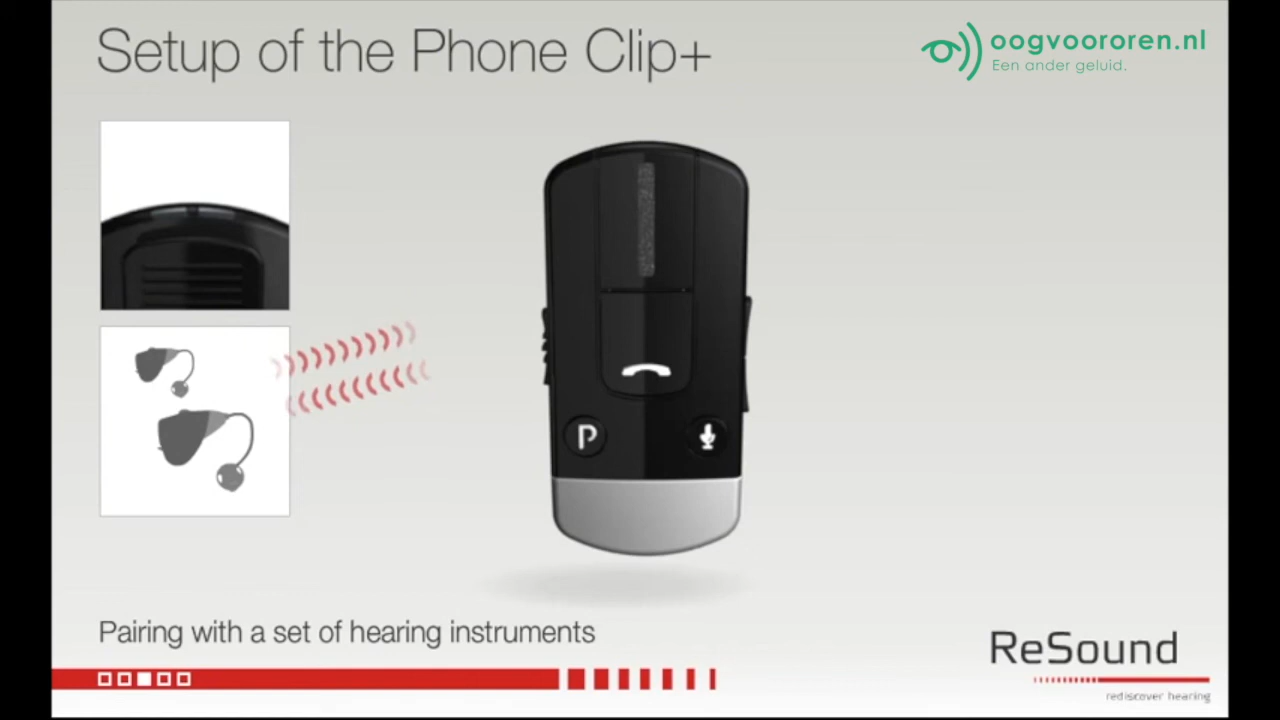 Setup of the Phone Clip+
oogvoororen.nl
Een ander geluid.
P
Pairing with a set of hearing instruments
ReSound
rediscover hearing